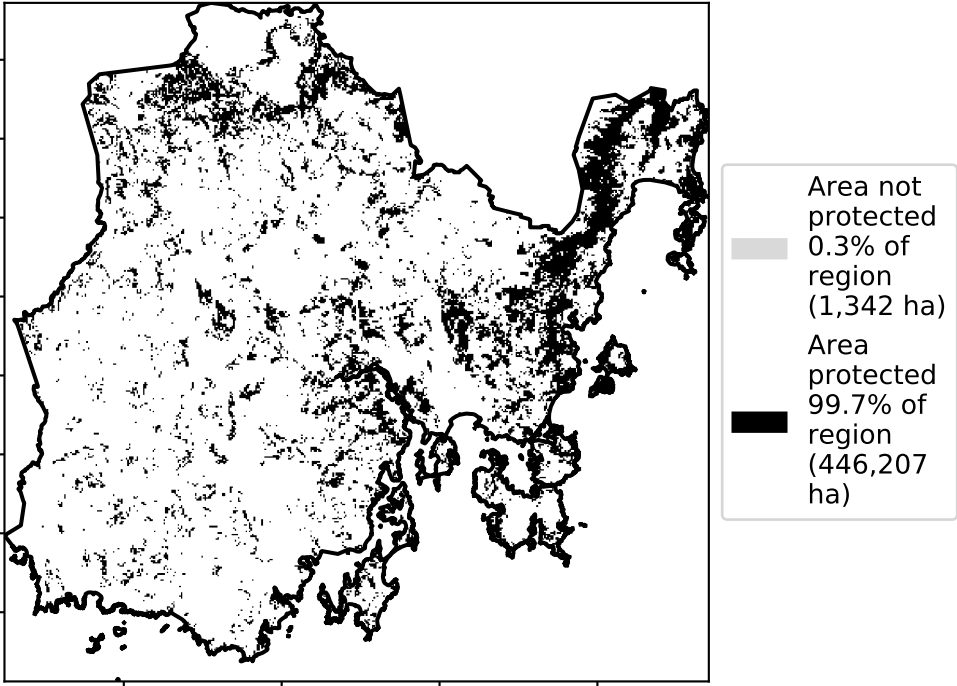 Area not
protected
0.3% of
region
(1,342 ha)
Area
protected
99.7% of
region
(446,207
ha)